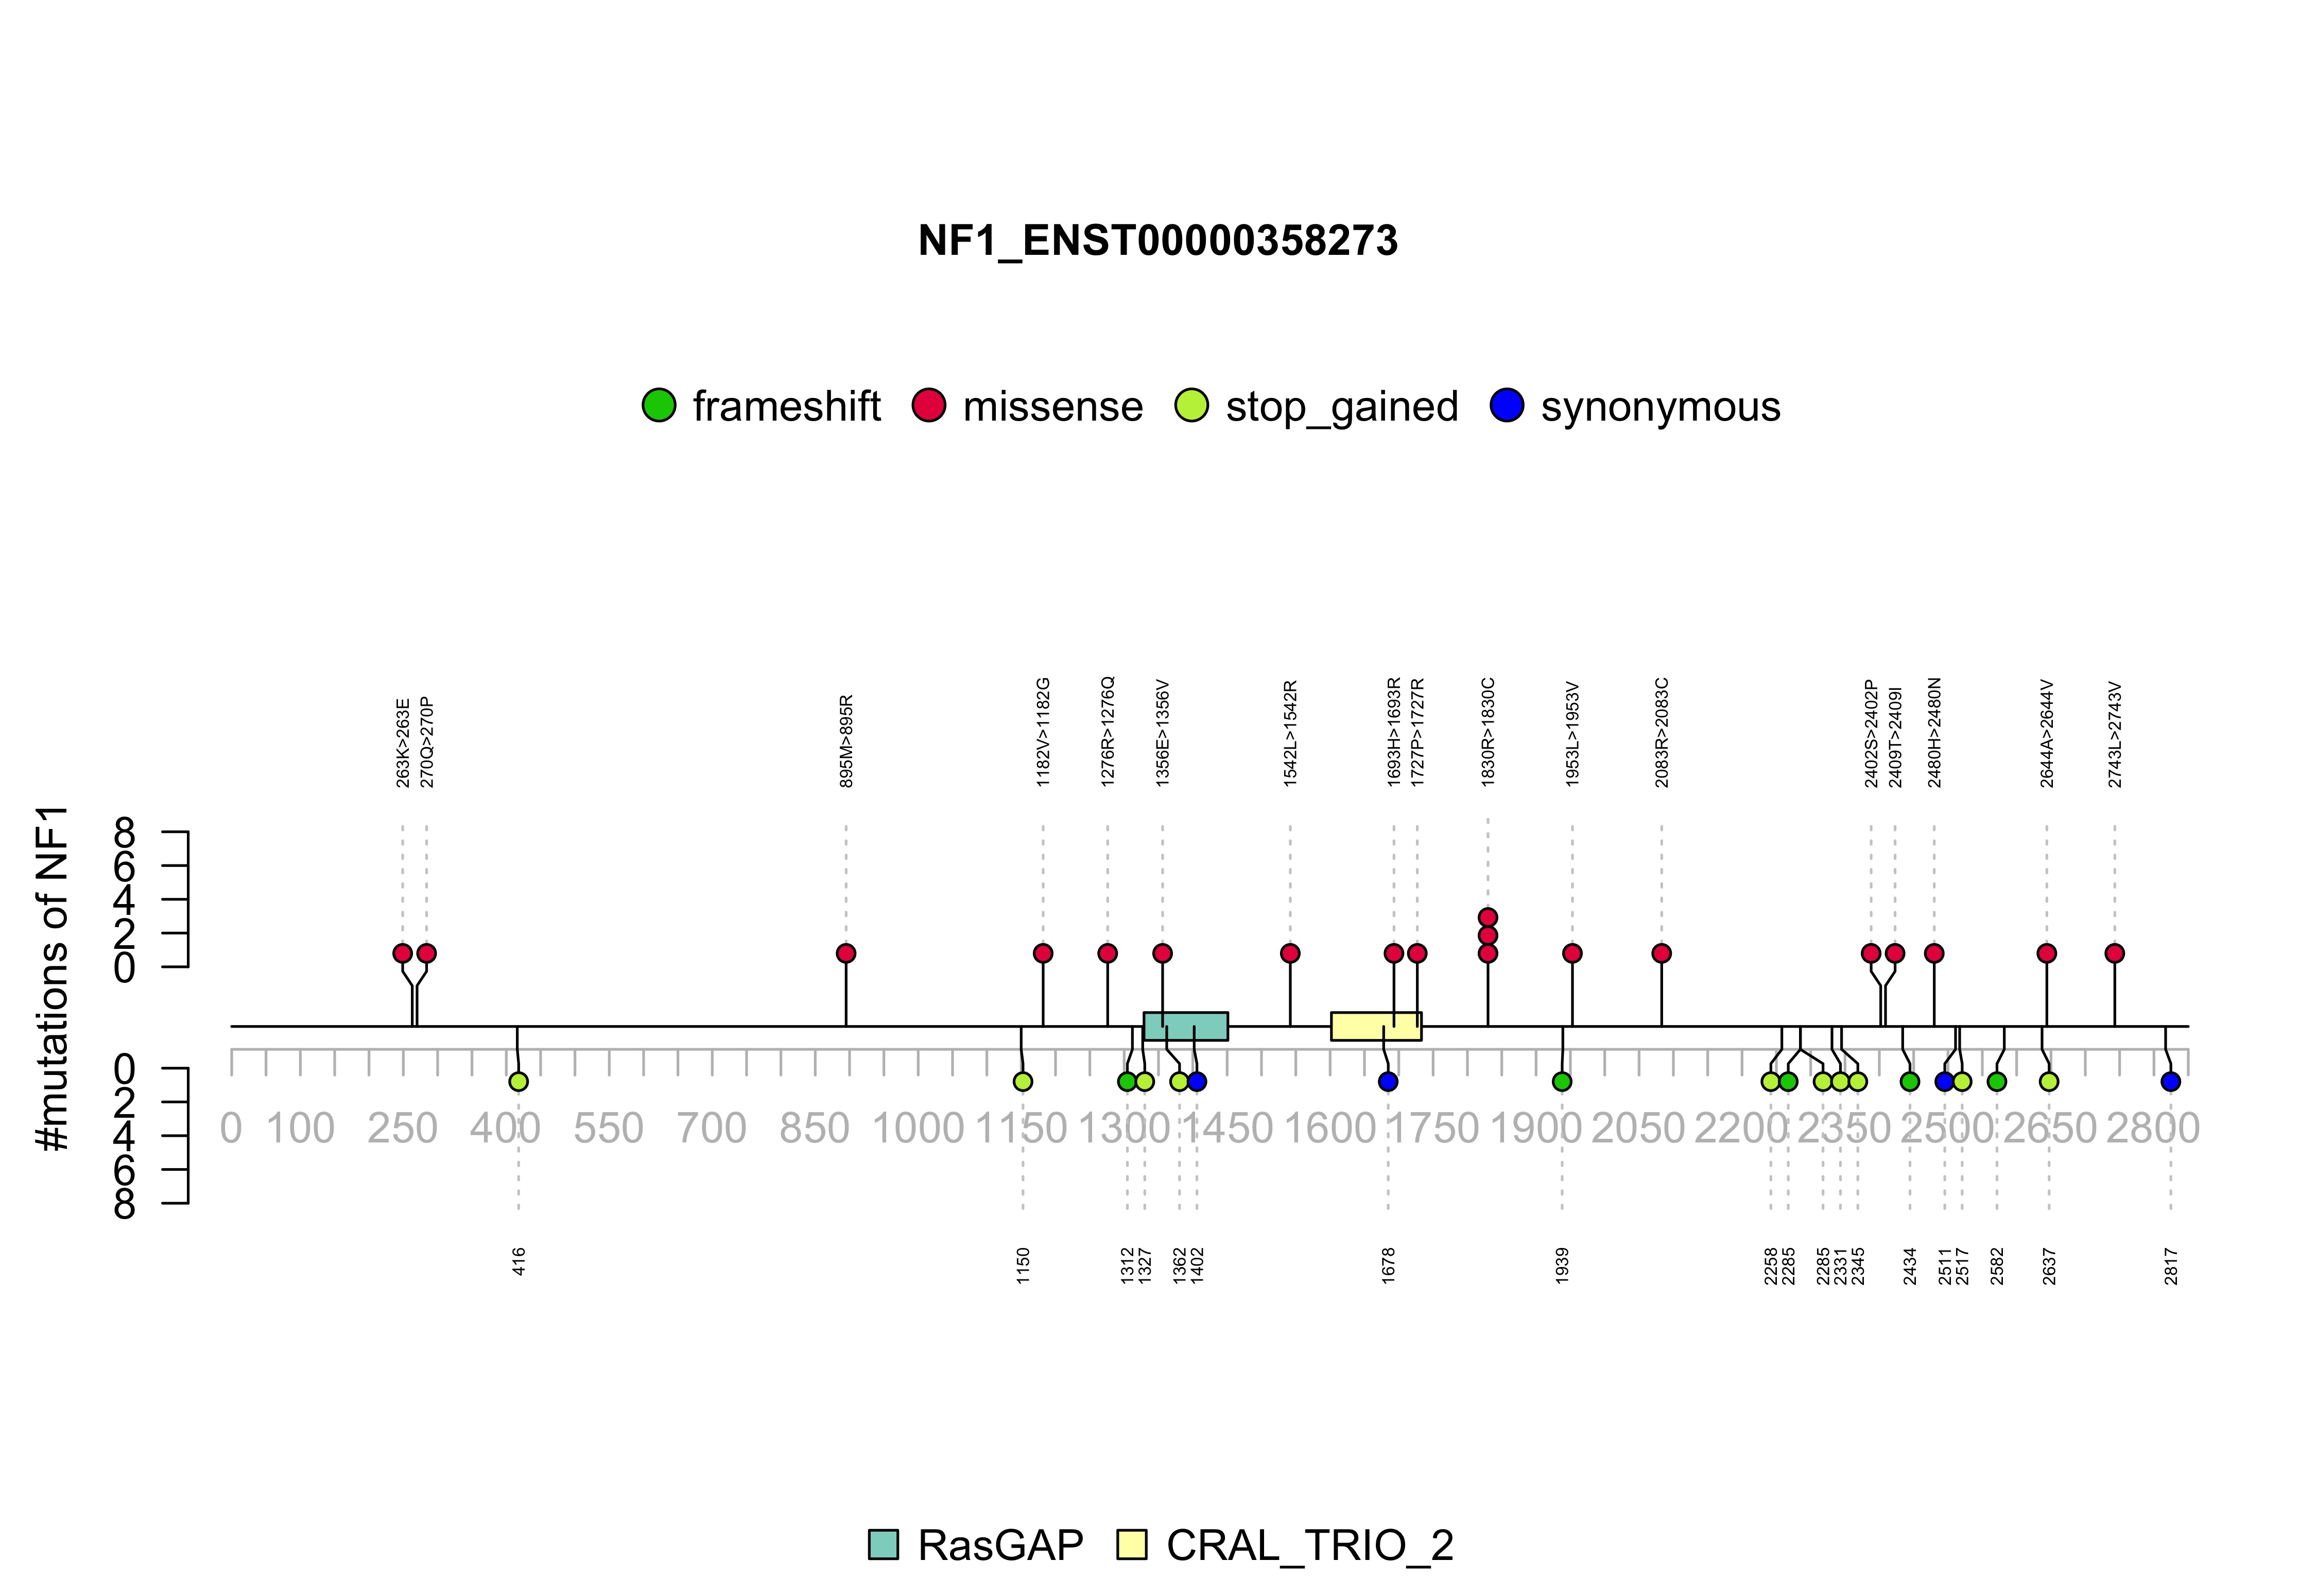 NF1_ENST00000358273
frameshift missense stop_gained synonymous
263K>263E
270Q>270P
895M>895R
1182V>1182G
1276R>1276Q
1356E>1356V
1542L>1542R
1693H>1693R
1727P>1727R
1830R>1830C
1953L>1953V
2083R>2083C
2402S>2402P
2409T>2409I
2480H>2480N
2644A>2644V
2743L>2743V
#mutations of NF1
8
6
4
2
0
0
2
4
6
8
0 100 250 400 550 700 850 1000 1150 1300 1450 1600 1750 1900 2050 2200 2350 2500 2650 2800
416
1150
1312
1327
1362
1402
1678
1939
2258
2285
2285
2331
2345
2434
2511
2517
2582
2637
2817
RasGAP CRAL_TRIO_2